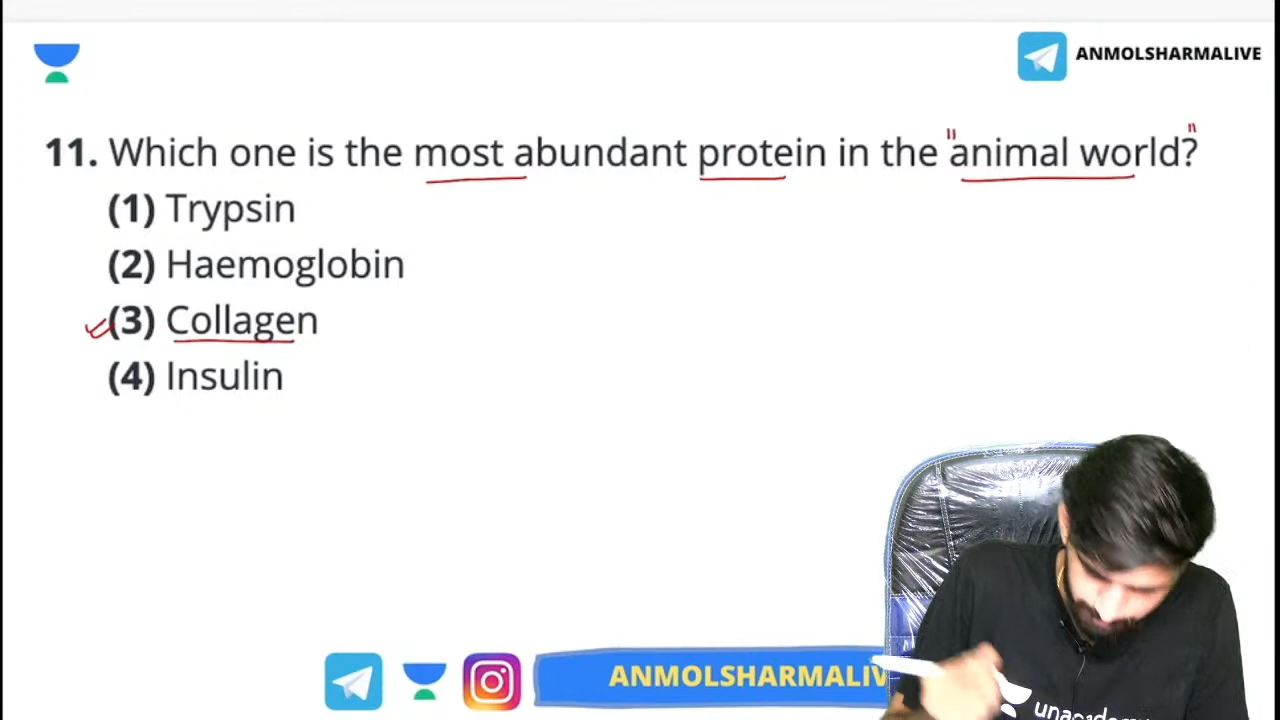 ANMOLSHARMALIVE
11. Which one is the most abundant protein in the "animal world?"
(1) Trypsin
(2) Haemoglobin
(3) Collagen
(4) Insulin
ANMOLSHARMALIV